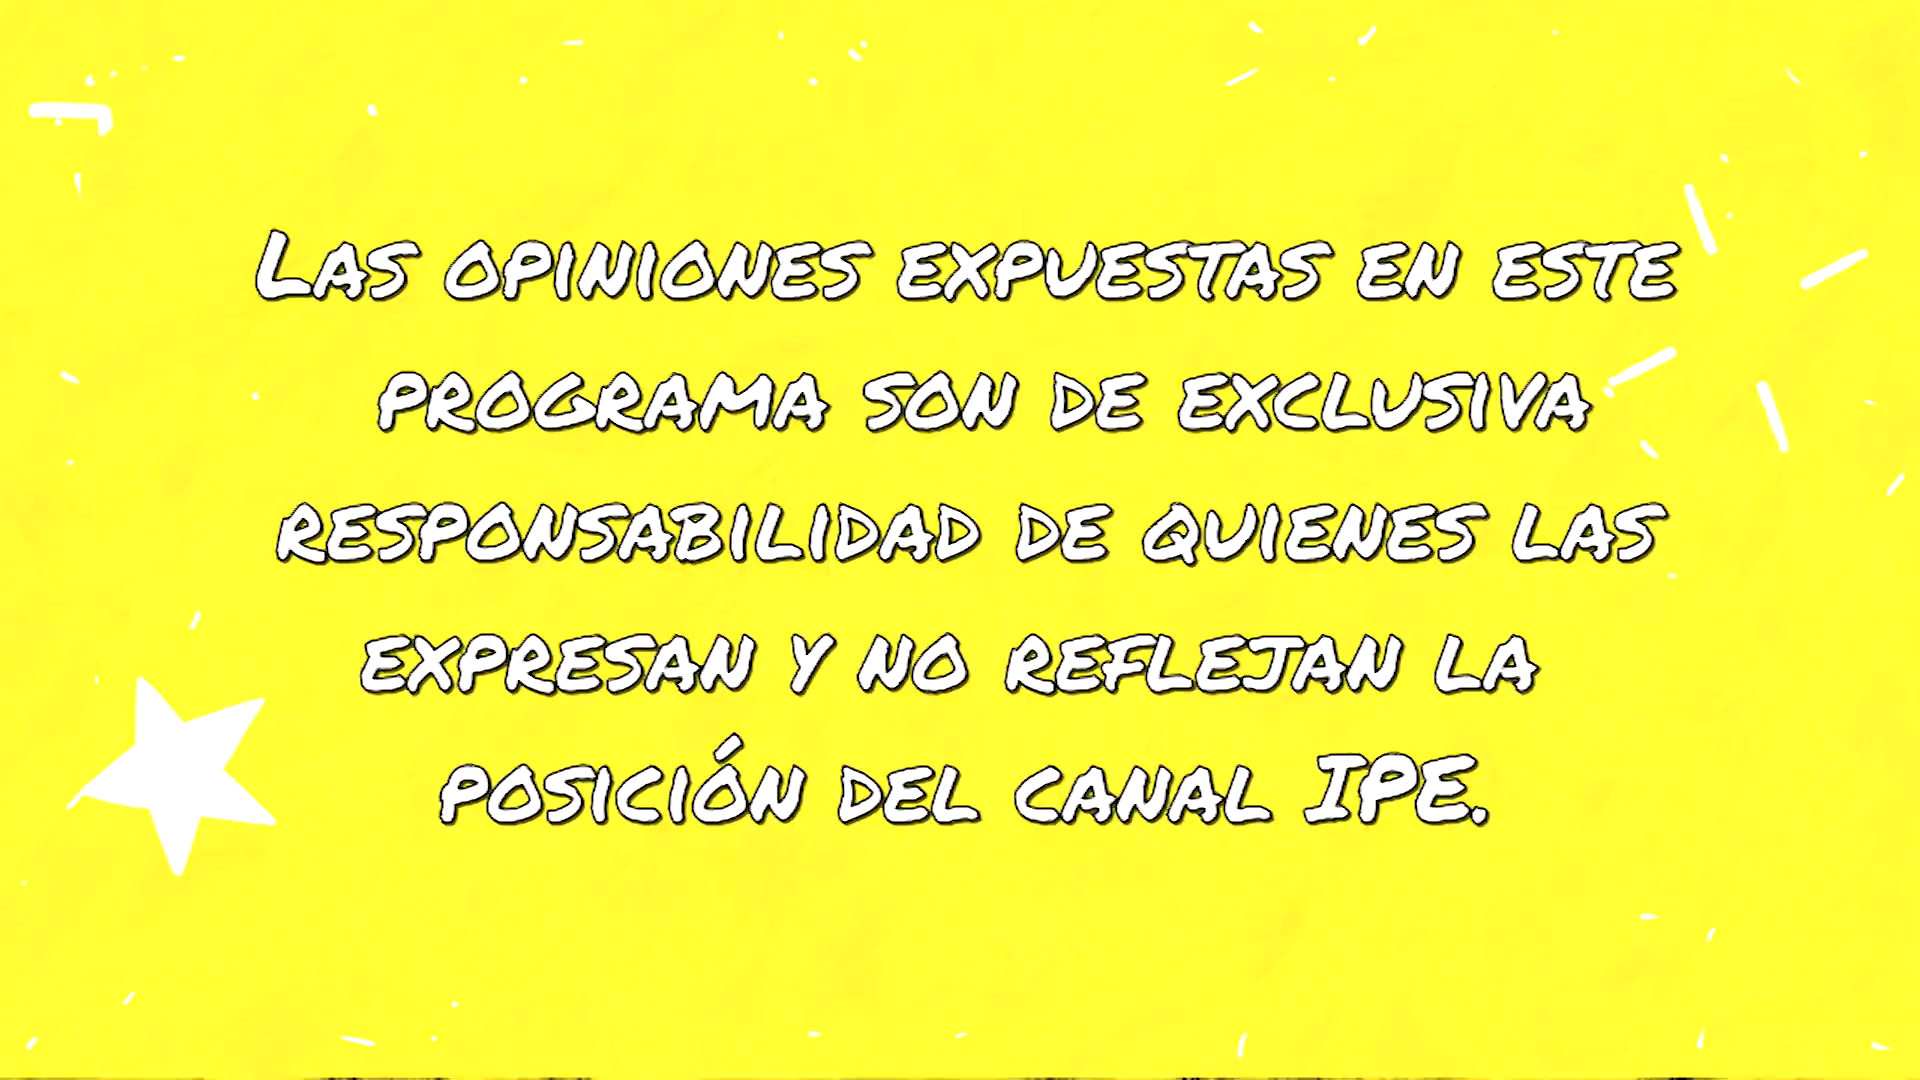 Las opiniones expuestas en este
programa son de exclusiva
responsabilidad de quienes las
expresan y no reflejan la
posición del canal IPE.